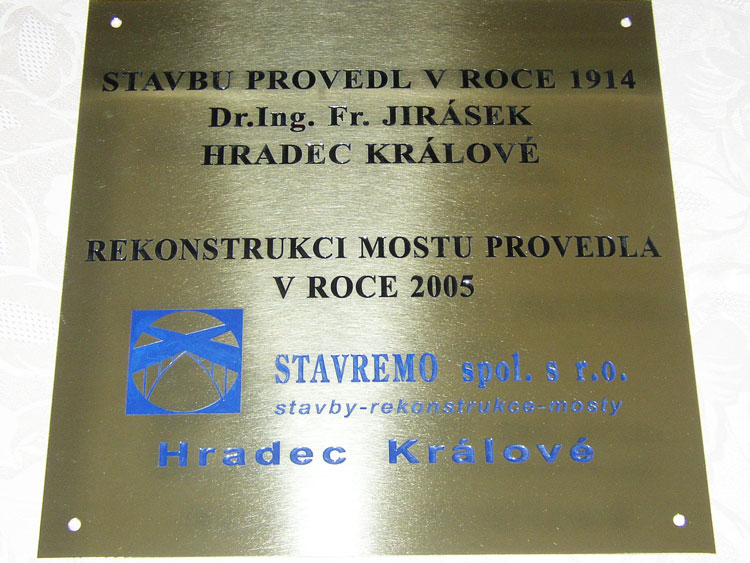 STAVBU PROVEDL V ROCE 1914
Dr.Ing. Fr. JIRÁSEK
HRADEC KRÁLOVÉ
REKONSTRUKCI MOSTU PROVEDLA
V ROCE 2005
STAVREMO spol. s r.o.
stavby-rekonstrukce-mosty
Hradec Králové